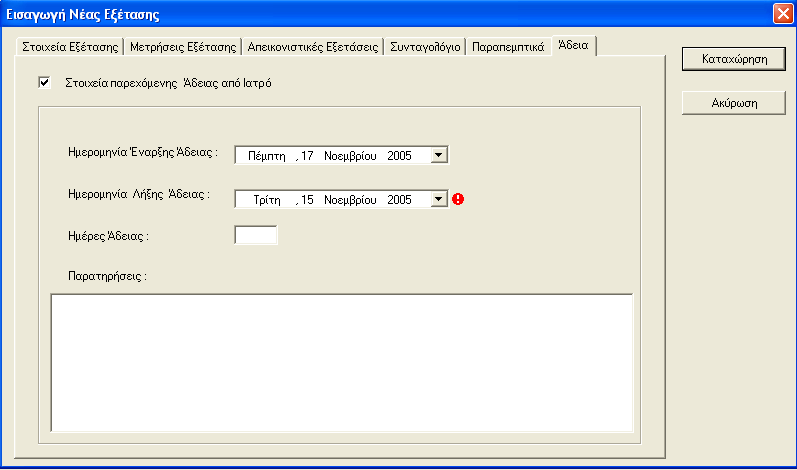 Εισαγωγή Νέας Εξέτασης
Στοιχεία Εξέτασης Μετρήσεις Εξέτασης Απεικονιστικές Εξετάσεις Συνταγολόγιο Παραπεμπτικά Άδεια
Καταχώρηση
Στοιχεία παρεχόμενης Άδειας από Ιατρό
Ακύρωση
Ημερομηνία Έναρξης Άδειας : Πέμπτη , 17 Νοεμβρίου 2005
Ημερομηνία Λήξης Άδειας : Τρίτη , 15 Νοεμβρίου 2005
Ημέρες Άδειας :
Παρατηρήσεις :